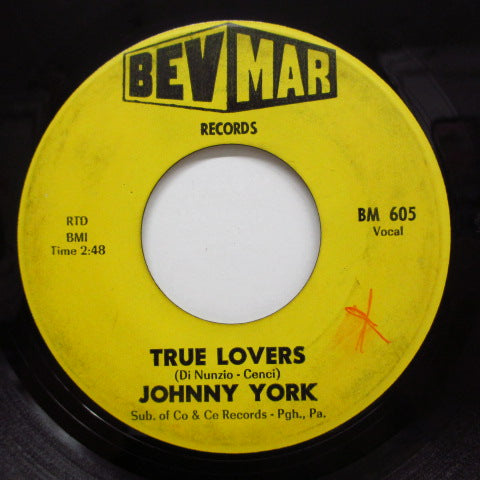 BEV MAR
RECORDS
RTD
BMI
Time 2:48
BM 605
Vocal
TRUE LOVERS
(Di Nunzio - Cenci)
JOHNNY YORK
Sub. of Co & Ce Records - Pgh., Pa.